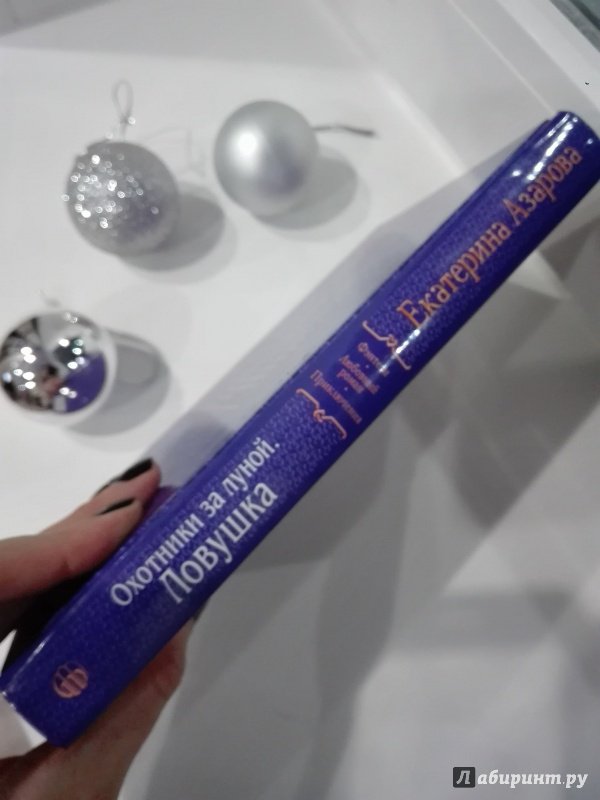 Охотники за луной.
Ловушка
Фэнтези
Любовный
роман
Приключения
Екатерина Азарова
Лабиринт.ру